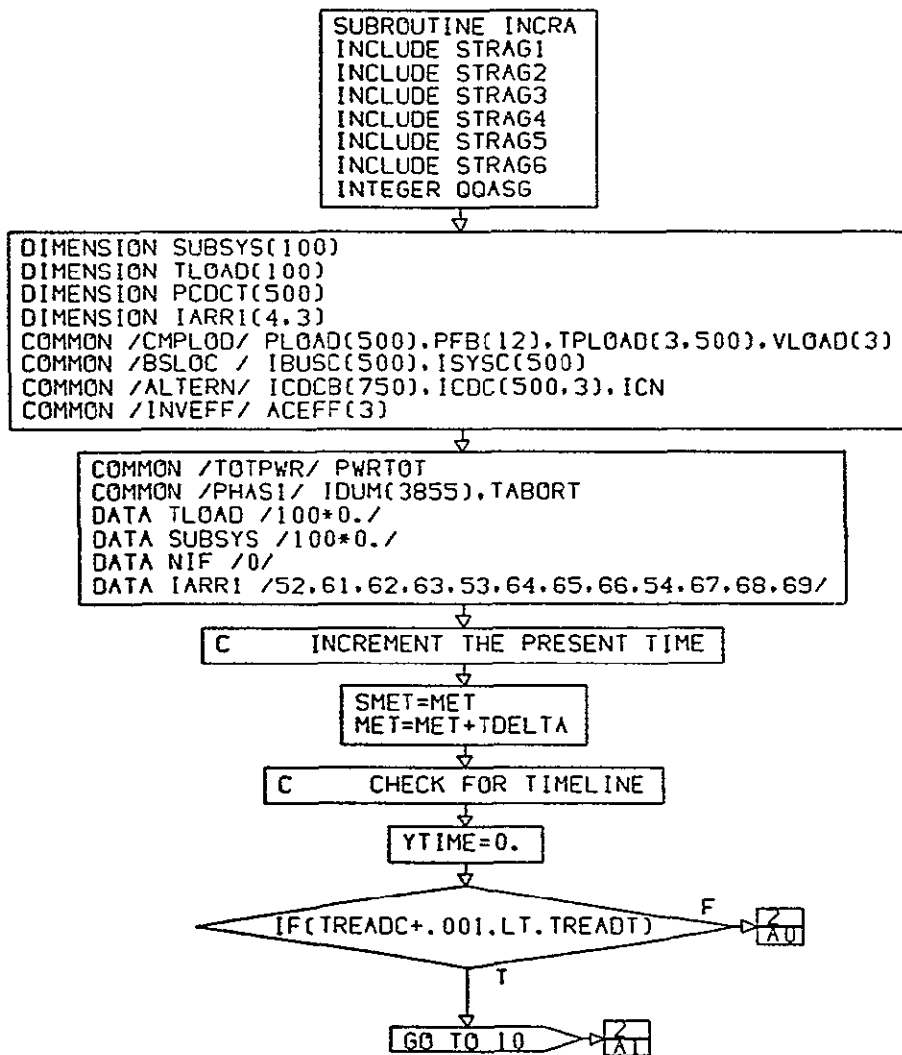 SUBROUTINE INCRA
INCLUDE STRAG1
INCLUDE STRAG2
INCLUDE STRAG3
INCLUDE STRAG4
INCLUDE STRAG5
INCLUDE STRAG6
INTEGER QQASG
DIMENSION SUBSYS(100)
DIMENSION TLOAD(100)
DIMENSION PCDCT(500)
DIMENSION IARR1(4,3)
COMMON /CMPLOD/ PLOAD(500),PFB(12),TPLOAD(3,500),VLOAD(3)
COMMON /BSLOC / IBUSC(500),ISYSC(500)
COMMON /ALTERN/ ICDCB(750),ICDC(500,3),ICN
COMMON /INVEFF/ ACEFF(3)
COMMON /TOTPWR/ PWRTOT
COMMON /PHAS1/ IDUM(3855),TABORT
DATA TLOAD /100*0./
DATA SUBSYS /100*0./
DATA NIF /0/
DATA IARR1 /52,61,62,63,53,64,65,66,54,67,68,69/
C INCREMENT THE PRESENT TIME
SMET=MET
MET=MET+TDELTA
C CHECK FOR TIMELINE
YTIME=0.
IF(TREADC+.001.LT.TREADT)
F
2
A0
T
GO TO 10
2
A1